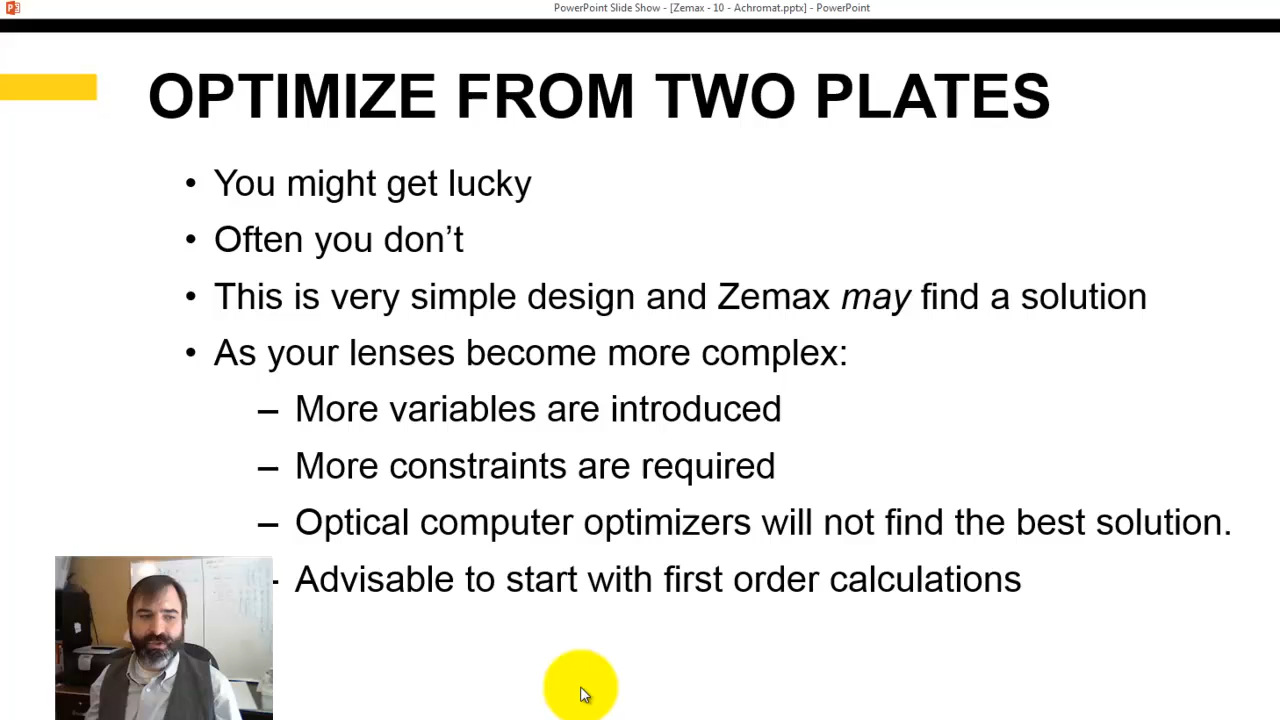 PowerPoint Slide Show - [Zemax - 10 - Achromat.pptx] - PowerPoint
OPTIMIZE FROM TWO PLATES
• You might get lucky
• Often you don’t
• This is very simple design and Zemax may find a solution
• As your lenses become more complex:
– More variables are introduced
– More constraints are required
– Optical computer optimizers will not find the best solution.
- Advisable to start with first order calculations